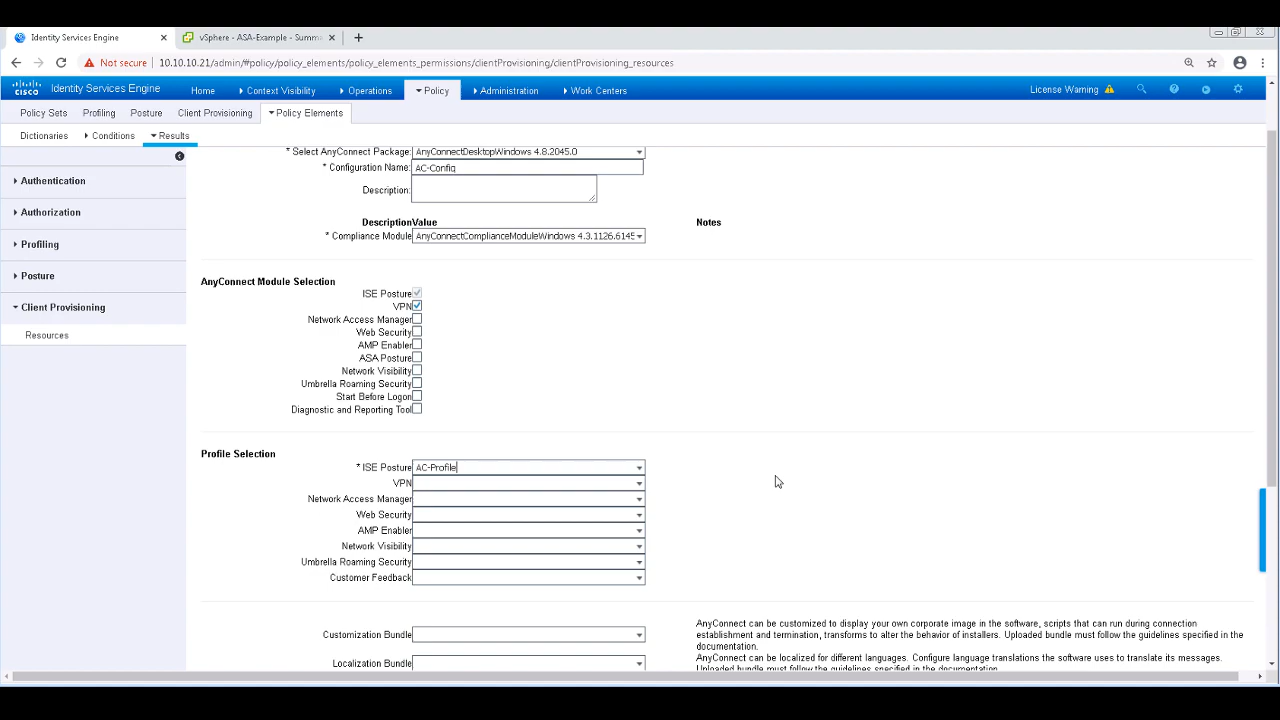 Identity Services Engine
vSphere - ASA-Example - Summ
Not secure 10.10.10.21/admin/#policy/policy_elements/policy_elements_permissions/clientProvisioning/clientProvisioning_resources
CISCO Identity Services Engine Home Context Visibility Operations Policy Administration Work Centers License Warning
Policy Sets Profiling Posture Client Provisioning Policy Elements
Dictionaries Conditions Results
Authentication
Authorization
Profiling
Posture
Client Provisioning
Resources
* Select AnyConnect Package: AnyConnectDesktopWindows 4.8.2045.0
* Configuration Name: AC-Config
Description:
DescriptionValue Notes
* Compliance Module AnyConnectComplianceModuleWindows 4.3.1126.6145
AnyConnect Module Selection
ISE Posture
VPN
Network Access Manager
Web Security
AMP Enabler
ASA Posture
Network Visibility
Umbrella Roaming Security
Start Before Logon
Diagnostic and Reporting Tool
Profile Selection
* ISE Posture AC-Profile
VPN
Network Access Manager
Web Security
AMP Enabler
Network Visibility
Umbrella Roaming Security
Customer Feedback
Customization Bundle
AnyConnect can be customized to display your own corporate image in the software, scripts that can run during connection
establishment and termination, transforms to alter the behavior of installers. Uploaded bundle must follow the guidelines specified in the
documentation.
Localization Bundle
AnyConnect can be localized for different languages. Configure language translations the software uses to translate its messages.
Uploaded bundle must follow the guidelines specified in the documentation.